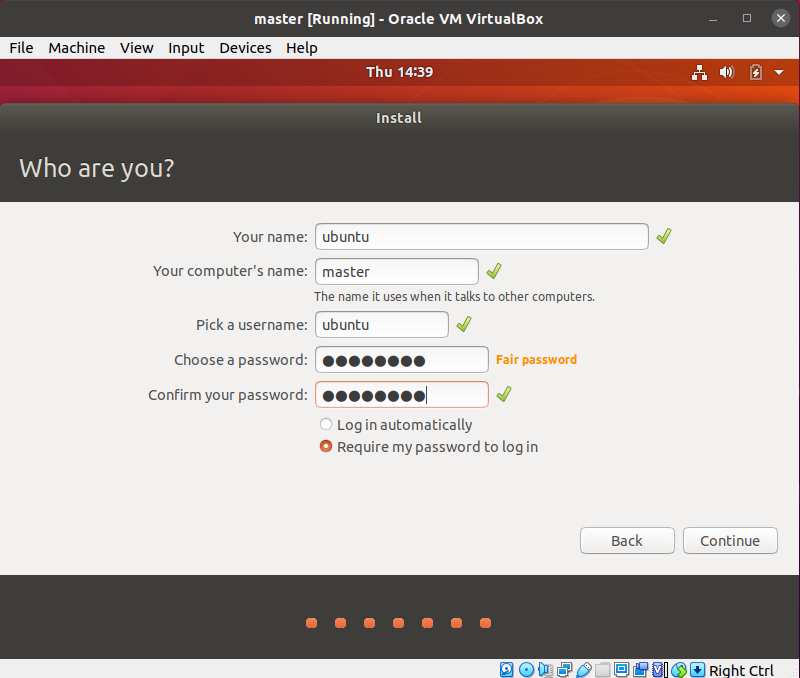 master [Running] - Oracle VM VirtualBox
File Machine View Input Devices Help
Thu 14:39
Install
Who are you?
Your name: ubuntu
Your computer's name: master
The name it uses when it talks to other computers.
Pick a username: ubuntu
Choose a password: ●●●●●●●● Fair password
Confirm your password: ●●●●●●●●
Log in automatically
Require my password to log in
Back Continue
Right Ctrl